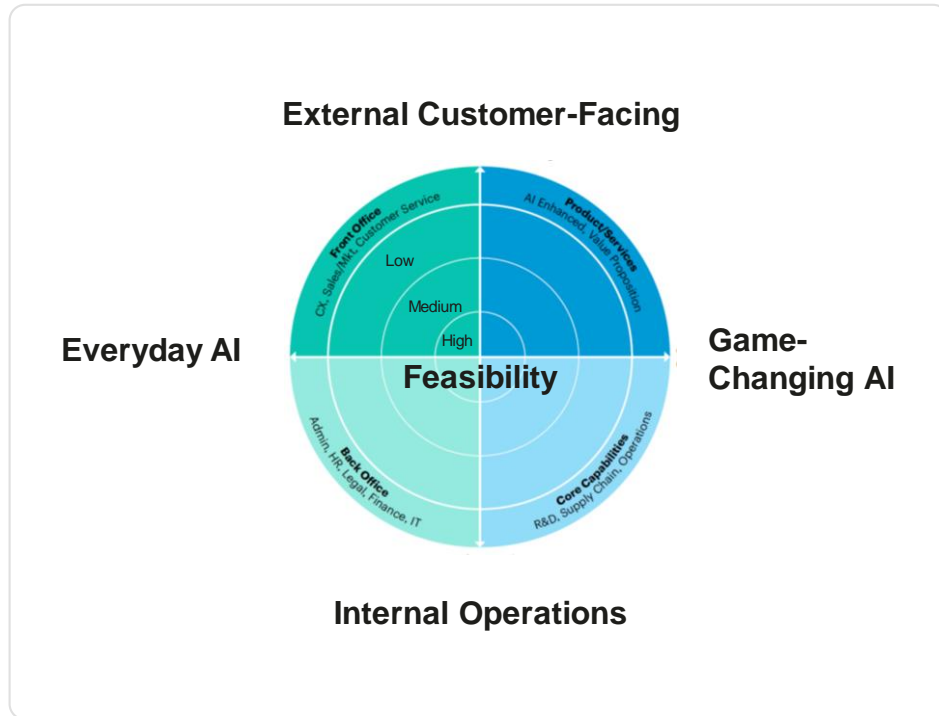 External Customer-Facing
Front Office
CX, Sales/Mkt, Customer Service
Product/Services
AI Enhanced, Value Proposition
Low
Medium
High
Everyday AI
Game-
Changing AI
Feasibility
Back Office
Admin, HR, Legal, Finance, IT
Core Capabilities
R&D, Supply Chain, Operations
Internal Operations